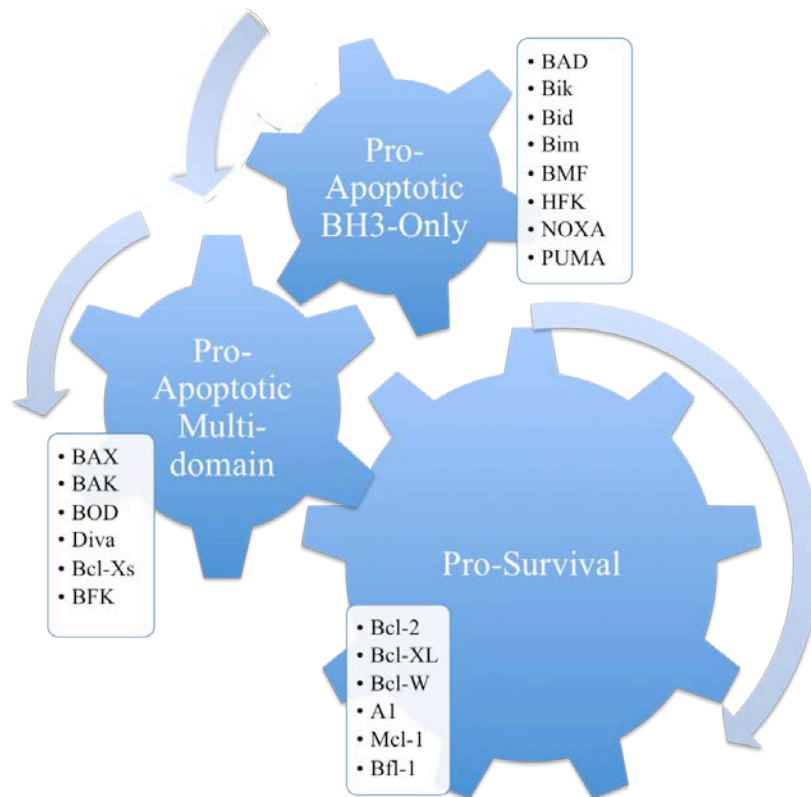 Pro-
Apoptotic
BH3-Only
• BAD
• Bik
• Bid
• Bim
• BMF
• HFK
• NOXA
• PUMA
Pro-
Apoptotic
Multi-
domain
• BAX
• BAK
• BOD
• Diva
• Bcl-Xs
• BFK
Pro-Survival
• Bcl-2
• Bcl-XL
• Bcl-W
• A1
• Mcl-1
• Bfl-1